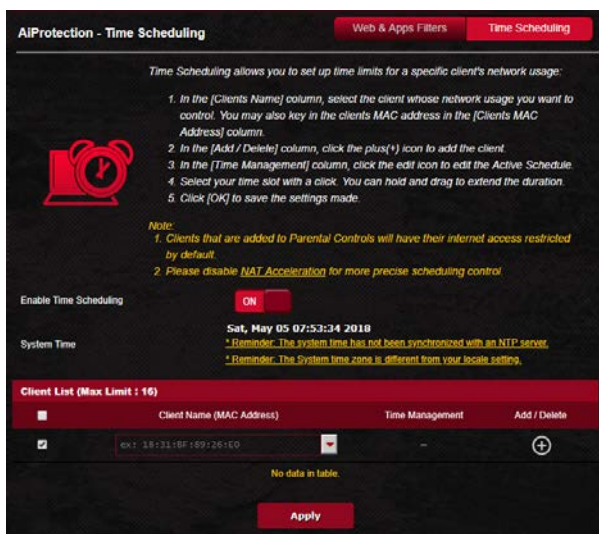 AiProtection - Time Scheduling
Web & Apps Filters
Time Scheduling
Time Scheduling allows you to set up time limits for a specific client's network usage:
1. In the [Clients Name] column, select the client whose network usage you want to
control. You may also key in the clients MAC address in the [Clients MAC
Address] column.
2. In the [Add / Delete] column, click the plus(+) icon to add the
client.
3. In the [Time Management] column, click the edit icon to edit the Active Schedule.
4. Select your time slot with a click. You can hold and drag to extend the duration.
5. Click [OK] to save the settings made.
Note:
1. Clients that are added to Parental Controls will have their internet access restricted
by default.
2. Please disable NAT Acceleration for more precise scheduling control.
Enable Time Scheduling
ON
System Time
Sat, May 05 07:53:34 2018
* Reminder: The system time has not been synchronized with an NTP server.
* Reminder: The System time zone is different from your locale setting.
Client List (Max Limit : 16)
Client Name (MAC Address)
Time Management
Add / Delete
ex: 18:31:BF:89:26:E0
–
No data in table.
Apply